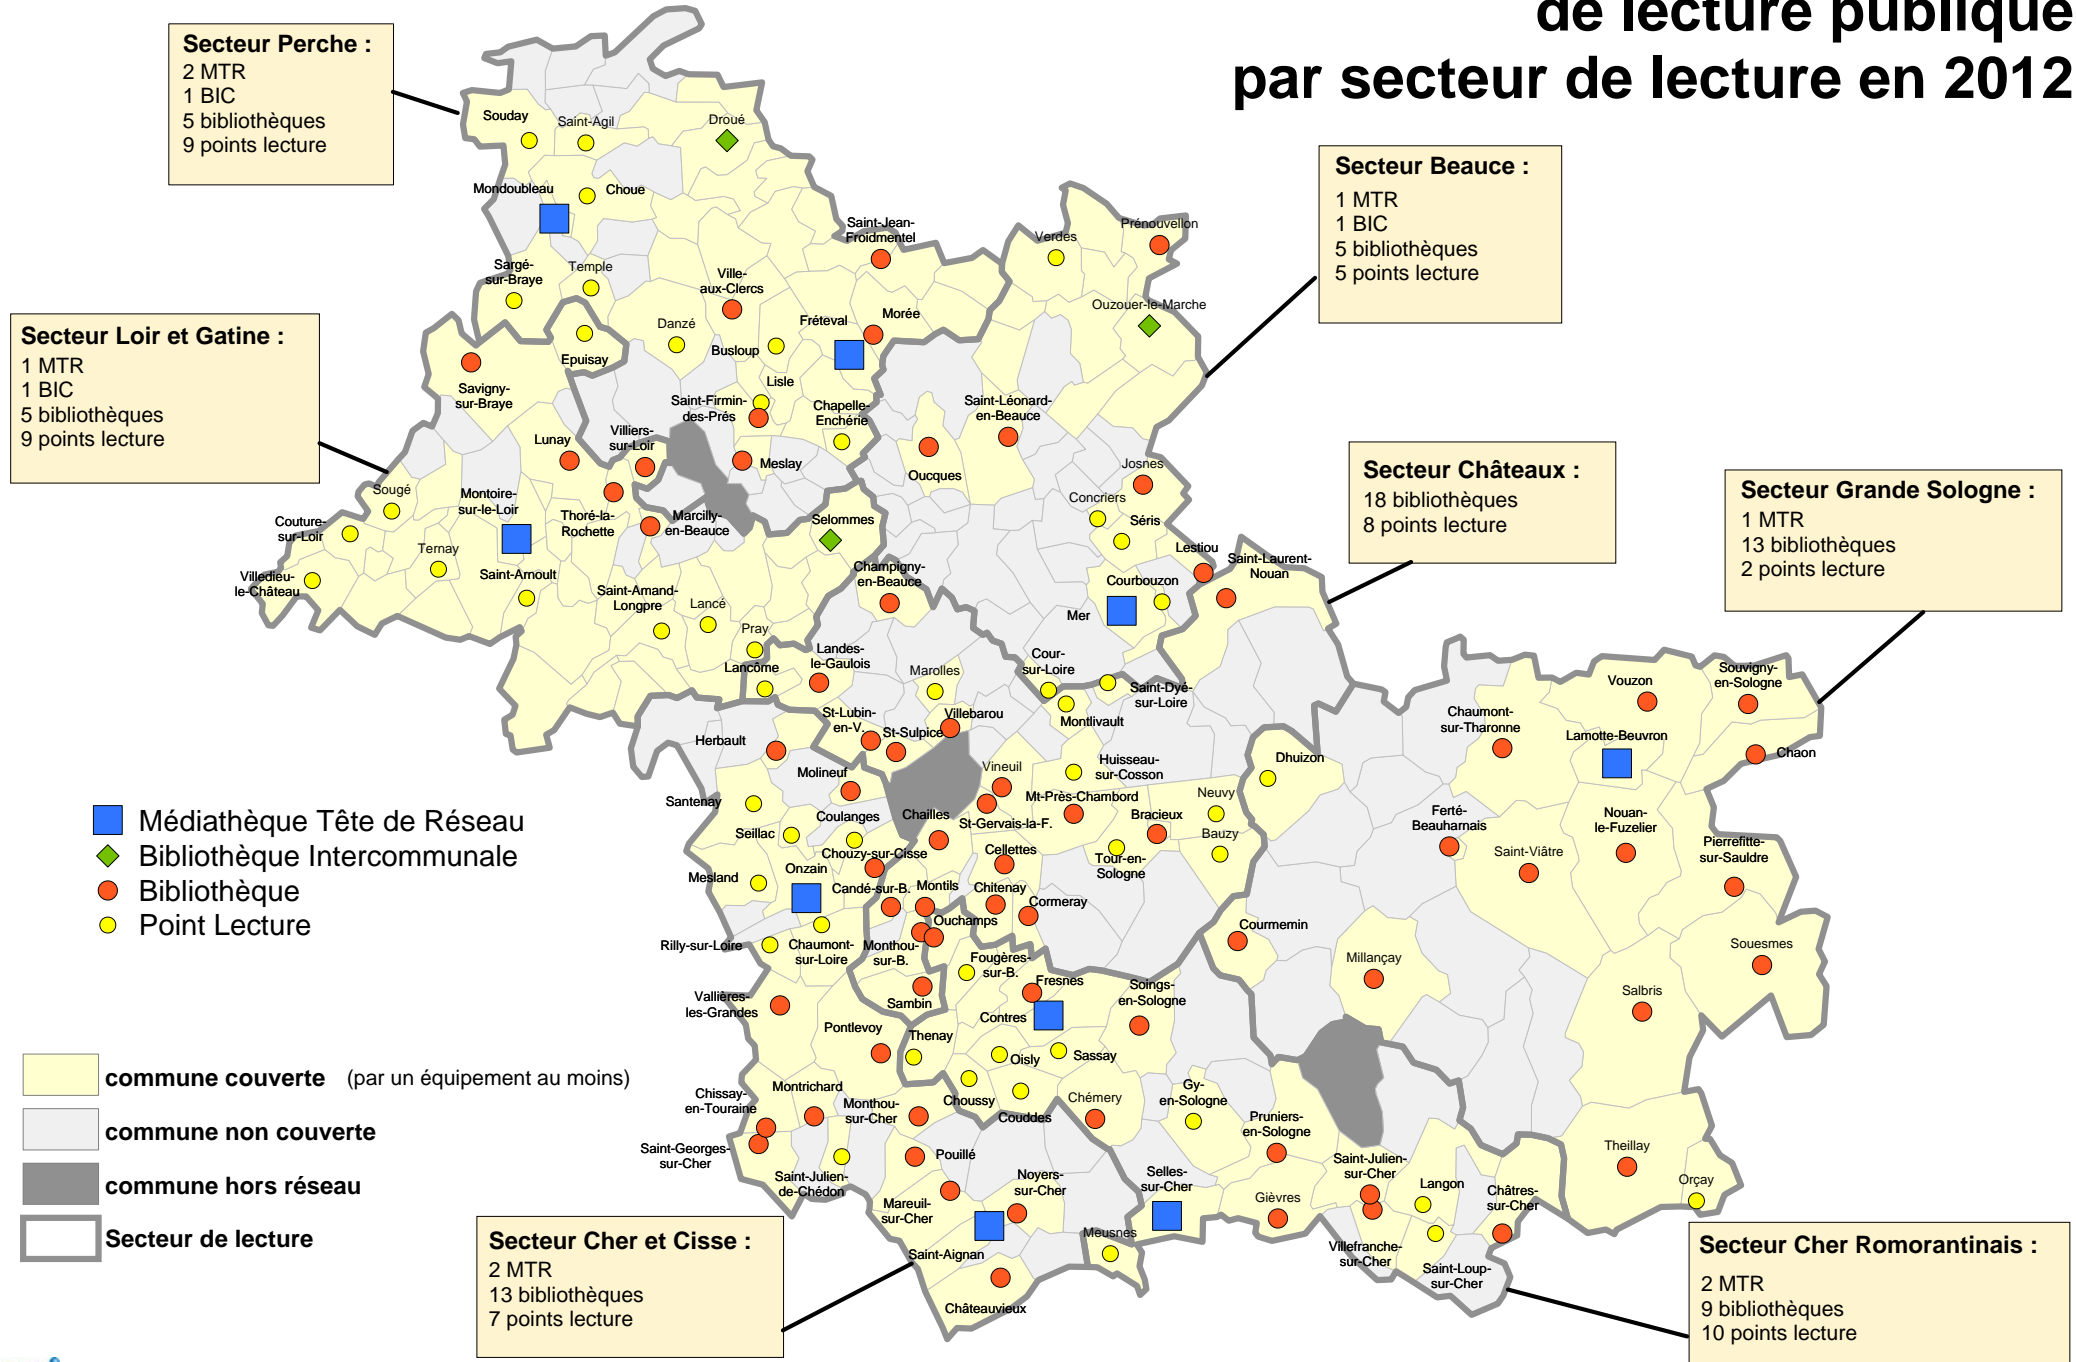 de lecture publique
par secteur de lecture en 2012
Secteur Perche :
2 MTR
1 BIC
5 bibliothèques
9 points lecture
Secteur Beauce :
1 MTR
1 BIC
5 bibliothèques
5 points lecture
Secteur Loir et Gatine :
1 MTR
1 BIC
5 bibliothèques
9 points lecture
Secteur Châteaux :
18 bibliothèques
8 points lecture
Secteur Grande Sologne :
1 MTR
13 bibliothèques
2 points lecture
Souday
Saint-Agil
Droué
Mondoubleau
Choue
Saint-Jean-
Froidmentel
Verdes
Prénouvellon
Sargé-
sur-Braye
Temple
Ville-
aux-Clercs
Ouzouer-le-Marche
Danzé
Fréteval
Morée
Busloup
Epuisay
Savigny-
sur-Braye
Lisle
Saint-Firmin-
des-Prés
Chapelle-
Enchérie
Saint-Léonard-
en-Beauce
Lunay
Villiers-
sur-Loir
Meslay
Oucques
Josnes
Sougé
Montoire-
sur-le-Loir
Concriers
Couture-
sur-Loir
Thoré-la-
Rochette
Marcilly-
en-Beauce
Selommes
Séris
Ternay
Lestiou
Saint-Laurent-
Nouan
Villedieu-
le-Château
Saint-Arnoult
Saint-Amand-
Longpre
Lancé
Champigny-
en-Beauce
Courbouzon
Mer
Pray
Lancôme
Landes-
le-Gaulois
Marolles
Cour-
sur-Loire
Saint-Dyé-
sur-Loire
Montlivault
Vouzon
Souvigny-
en-Sologne
Chaumont-
sur-Tharonne
Lamotte-Beuvron
Chaon
Herbault
St-Lubin-
en-V.
St-Sulpice
Villebarou
Molineuf
Vineuil
Huisseau-
sur-Cosson
Dhuizon
Santenay
Seillac
Coulanges
Chailles
St-Gervais-la-F.
Mt-Près-Chambord
Bracieux
Neuvy
Bauzy
Ferté-
Beauharnais
Nouan-
le-Fuzelier
Saint-Viâtre
Pierrefitte-
sur-Sauldre
Chouzy-sur-Cisse
Cellettes
Tour-en-
Sologne
Mesland
Onzain
Candé-sur-B.
Montils
Chitenay
Cormeray
Ouchamps
Courmemin
Rilly-sur-Loire
Chaumont-
sur-Loire
Monthou-
sur-B.
Fougères-
sur-B.
Millançay
Souesmes
Vallières-
les-Grandes
Sambin
Fresnes
Soings-
en-Sologne
Salbris
Contres
Pontlevoy
Thenay
Oisly
Sassay
Chissay-
en-Touraine
Montrichard
Monthou-
sur-Cher
Choussy
Couddes
Chémery
Gy-
en-Sologne
Pruniers-
en-Sologne
Theillay
Saint-Georges-
sur-Cher
Saint-Julien-
de-Chédon
Pouillé
Noyers-
sur-Cher
Selles-
sur-Cher
Saint-Julien-
sur-Cher
Langon
Châtres-
sur-Cher
Orçay
Mareuil-
sur-Cher
Gièvres
Saint-Aignan
Meusnes
Villefranche-
sur-Cher
Saint-Loup-
sur-Cher
Châteauvieux
Médiathèque Tête de Réseau
Bibliothèque Intercommunale
Bibliothèque
Point Lecture
commune couverte (par un équipement au moins)
commune non couverte
commune hors réseau
Secteur de lecture
Secteur Cher et Cisse :
2 MTR
13 bibliothèques
7 points lecture
Secteur Cher Romorantinais :
2 MTR
9 bibliothèques
10 points lecture